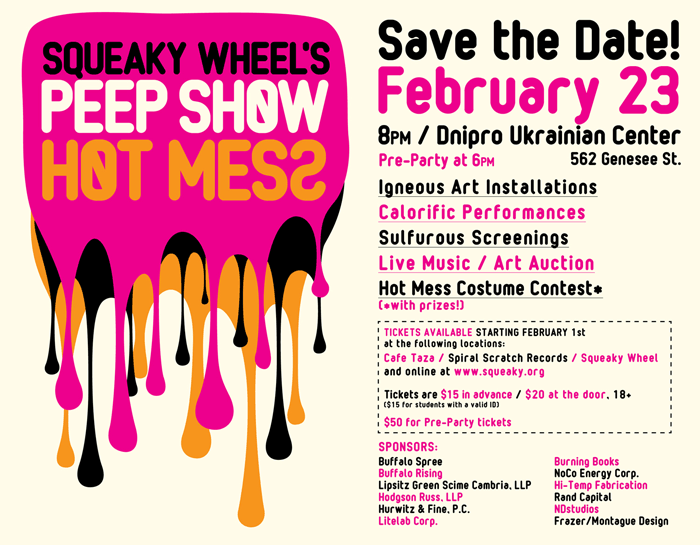 SQUEAKY WHEEL'S
PEEP SHOW
HOT MESS
Save the Date!
February 23
8PM / Dnipro Ukrainian Center
Pre-Party at 6PM
562 Genesee St.
Igneous Art Installations
Calorific Performances
Sulfurous Screenings
Live Music / Art Auction
Hot Mess Costume Contest*
(*with prizes!)
TICKETS AVAILABLE STARTING FEBRUARY 1st
at the following locations:
Cafe Taza / Spiral Scratch Records / Squeaky Wheel
and online at www.squeaky.org
Tickets are $15 in advance / $20 at the door, 18+
($15 for students with a valid ID)
$50 for Pre-Party tickets
SPONSORS:
Buffalo Spree
Buffalo Rising
Lipsitz Green Scime Cambria, LLP
Hodgson Russ, LLP
Hurwitz & Fine, P.C.
Litelab Corp.
Burning Books
NoCo Energy Corp.
Hi-Temp Fabrication
Rand Capital
NDstudios
Frazer/Montague Design